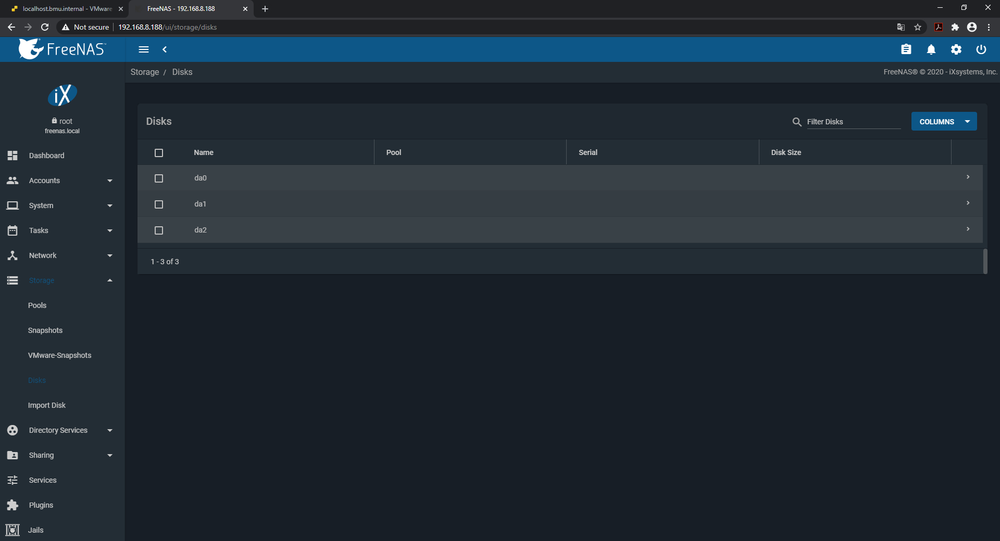 localhost.bmu.internal - VMware
FreeNAS - 192.168.8.188
Not secure
192.168.8.188/ui/storage/disks
FreeNAS™
Storage / Disks
FreeNAS® © 2020 - iXsystems, Inc.
iX
root
freenas.local
Dashboard
Accounts
System
Tasks
Network
Storage
Pools
Snapshots
VMware-Snapshots
Disks
Import Disk
Directory Services
Sharing
Services
Plugins
Jails
Disks
Filter Disks
COLUMNS
Name Pool Serial Disk Size
da0
da1
da2
1 - 3 of 3